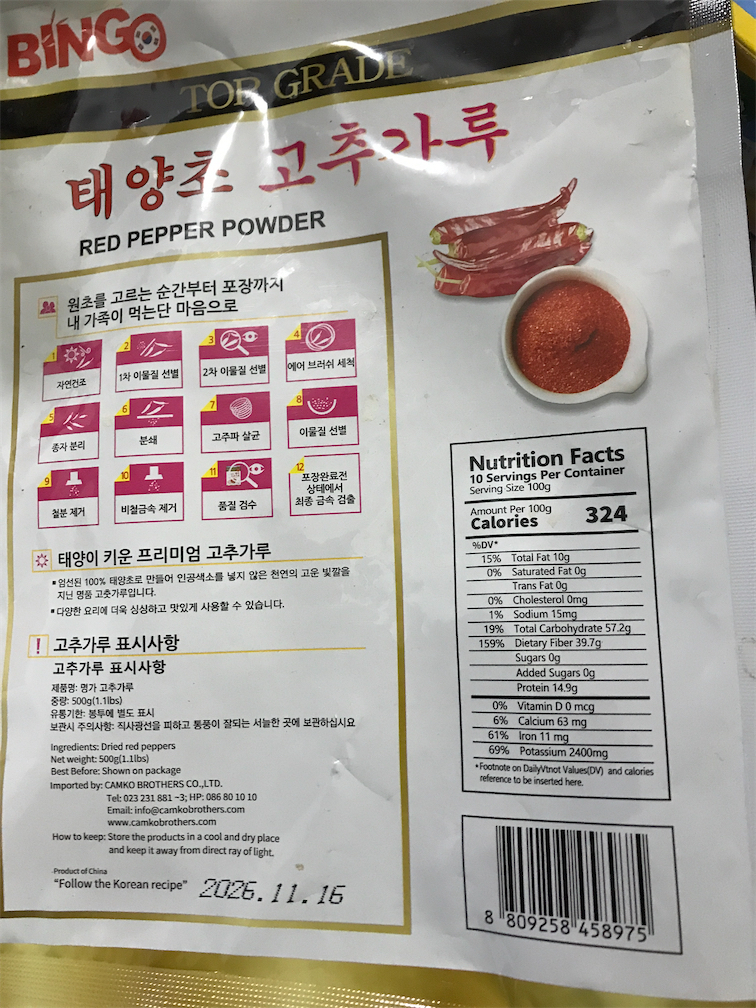 BINGO
TOP GRADE
태양초 고추가루
RED PEPPER POWDER
원초를 고르는 순간부터 포장까지
내 가족이 먹는단 마음으로
1
자연건조
2
1차 이물질 선별
3
2차 이물질 선별
4
에어 브러쉬 세척
5
종자 분리
6
분쇄
7
고주파 살균
8
이물질 선별
9
철분 제거
10
비철금속 제거
11
품질 검수
12
포장완료전
상태에서
최종 금속 검출
태양이 키운 프리미엄 고추가루
▪ 엄선된 100% 태양초로 만들어 인공색소를 넣지 않은 천연의 고운 빛깔을
지닌 명품 고춧가루입니다.
▪ 다양한 요리에 더욱 싱싱하고 맛있게 사용할 수 있습니다.
! 고추가루 표시사항
고추가루 표시사항
제품명: 명가 고추가루
중량: 500g(1.1lbs)
유통기한: 봉투에 별도 표시
보관시 주의사항: 직사광선을 피하고 통풍이 잘되는 서늘한 곳에 보관하십시요
Ingredients: Dried red peppers
Net weight: 500g(1.1lbs)
Best Before: Shown on package
Imported by: CAMKO BROTHERS CO.,LTD.
Tel: 023 231 881 ~3; HP: 086 80 10 10
Email: info@camkobrothers.com
www.camkobrothers.com
How to keep: Store the products in a cool and dry place
and keep it away from direct ray of light.
Product of China
"Follow the Korean recipe"
2026.11.16
Nutrition Facts
10 Servings Per Container
Serving Size 100g
Amount Per 100g
Calories 324
%DV*
15% Total Fat 10g
0% Saturated Fat 0g
Trans Fat 0g
0% Cholesterol 0mg
1% Sodium 15mg
19% Total Carbohydrate 57.2g
159% Dietary Fiber 39.7g
Sugars 0g
Added Sugars 0g
Protein 14.9g
0% Vitamin D 0 mcg
6% Calcium 63 mg
61% Iron 11 mg
69% Potassium 2400mg
*Footnote on DailyVtnot Values(DV) and calories
reference to be inserted here.
8 809258 458975